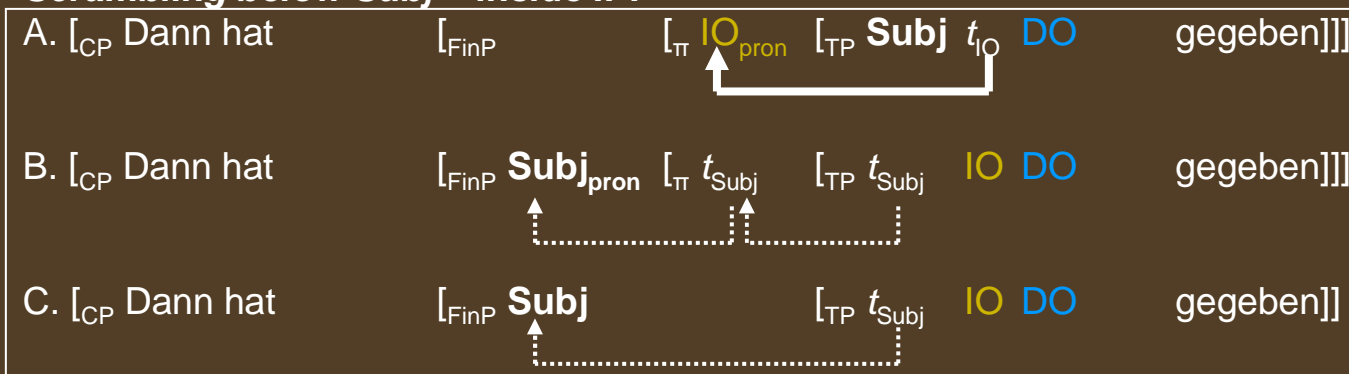 A. [CP Dann hat [FinP [π IOpron [TP Subj tIO DO gegeben]]]
B. [CP Dann hat [FinP Subjpron [π tSubj [TP tSubj IO DO gegeben]]]
C. [CP Dann hat [FinP Subj [TP tSubj IO DO gegeben]]